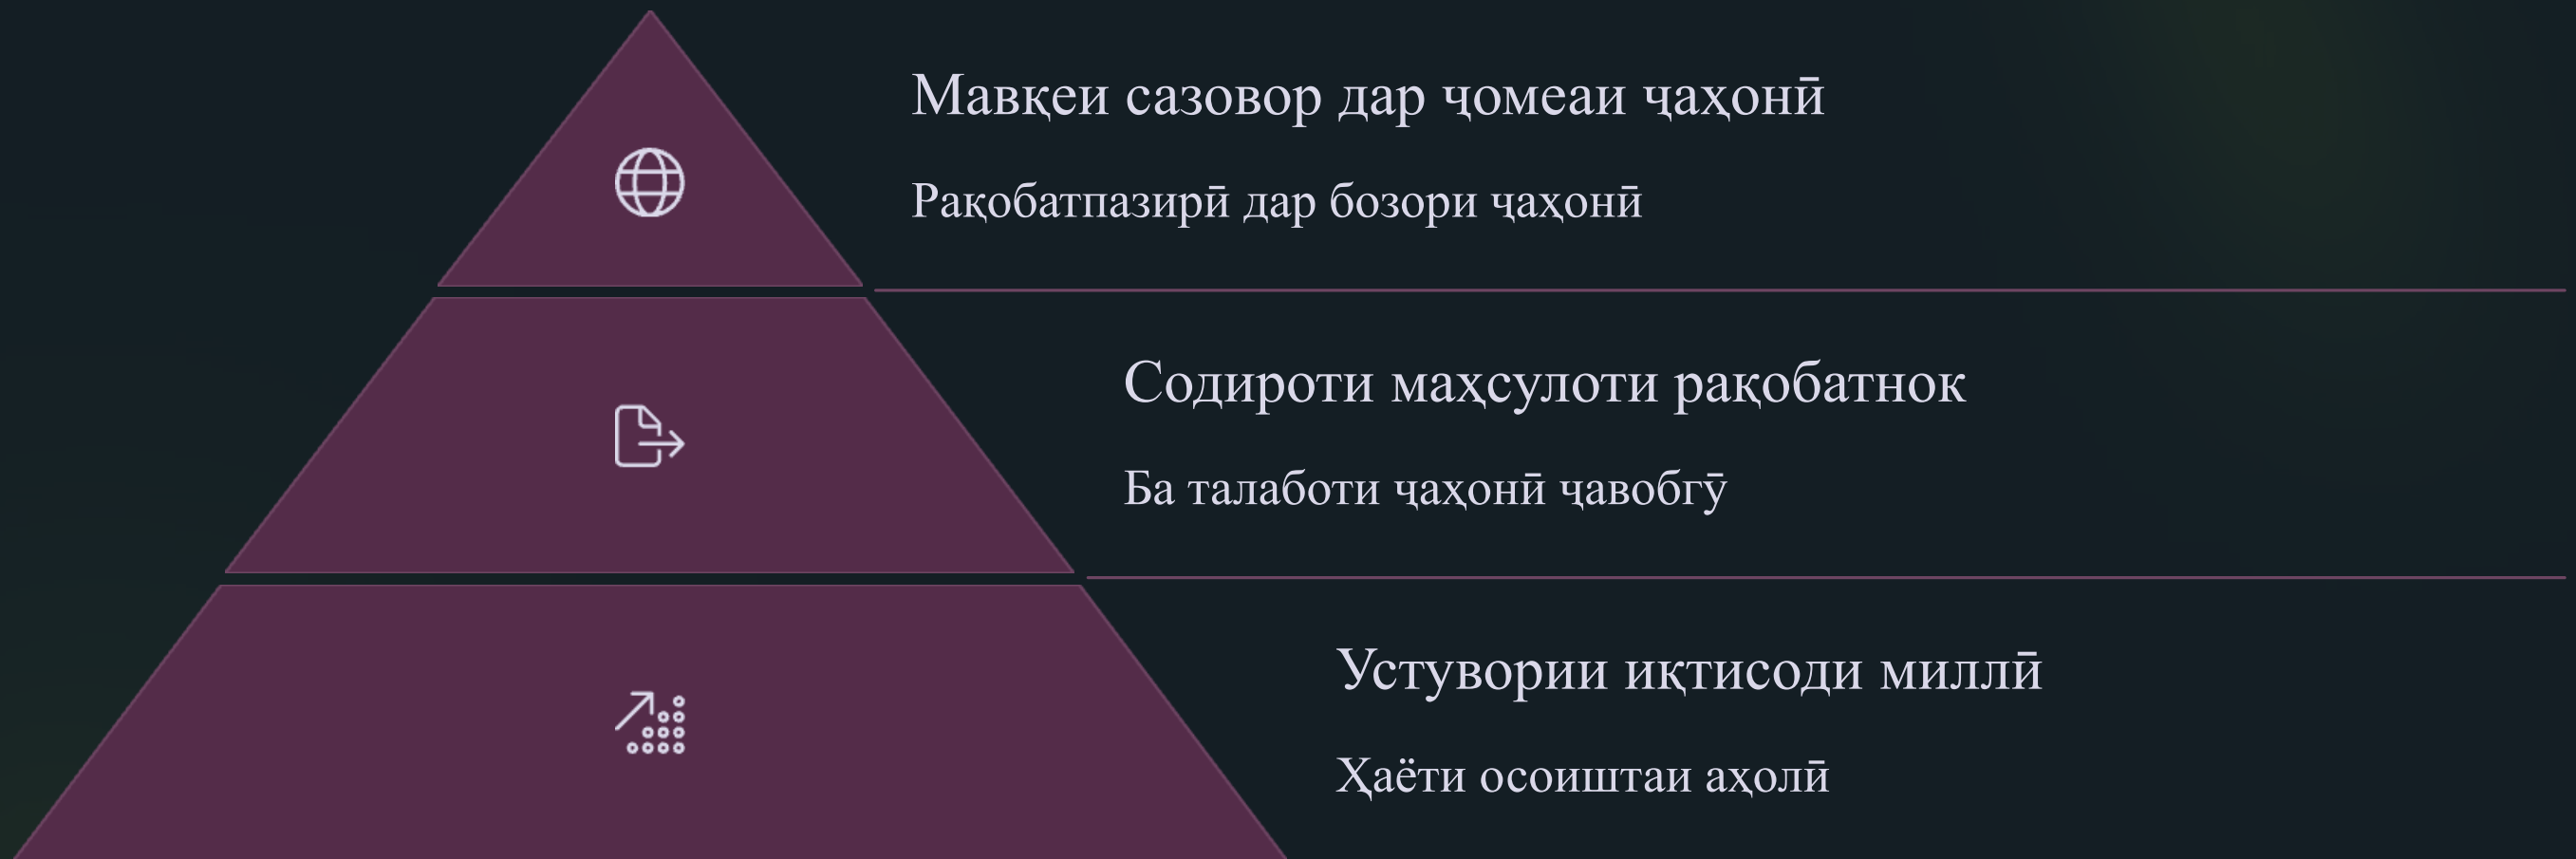 Мавқеи сазовор дар ҷомеаи ҷаҳонӣ
Рақобатпазирӣ дар бозори ҷаҳонӣ
Содироти маҳсулоти рақобатнок
Ба талаботи ҷаҳонӣ ҷавобгӯ
Устувории иқтисоди миллӣ
Ҳаёти осоиштаи аҳолӣ